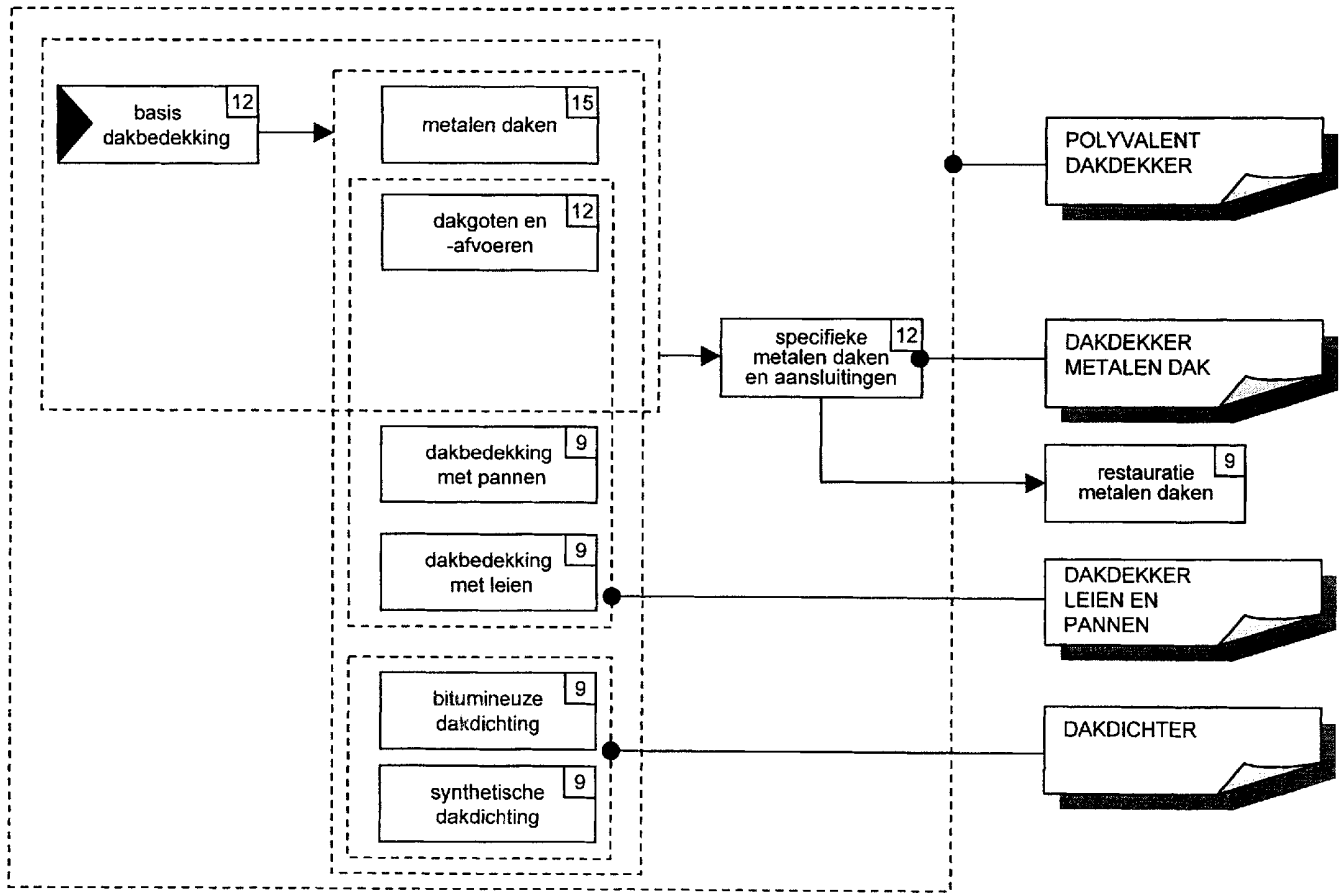 basis
dakbedekking
12
metalen daken
15
dakgoten en
-afvoeren
12
dakbedekking
met pannen
9
dakbedekking
met leien
9
bitumineuze
dakdichting
9
synthetische
dakdichting
9
specifieke
metalen daken
en aansluitingen
12
POLYVALENT
DAKDEKKER
DAKDEKKER
METALEN DAK
restauratie
metalen daken
9
DAKDEKKER
LEIEN EN
PANNEN
DAKDICHTER